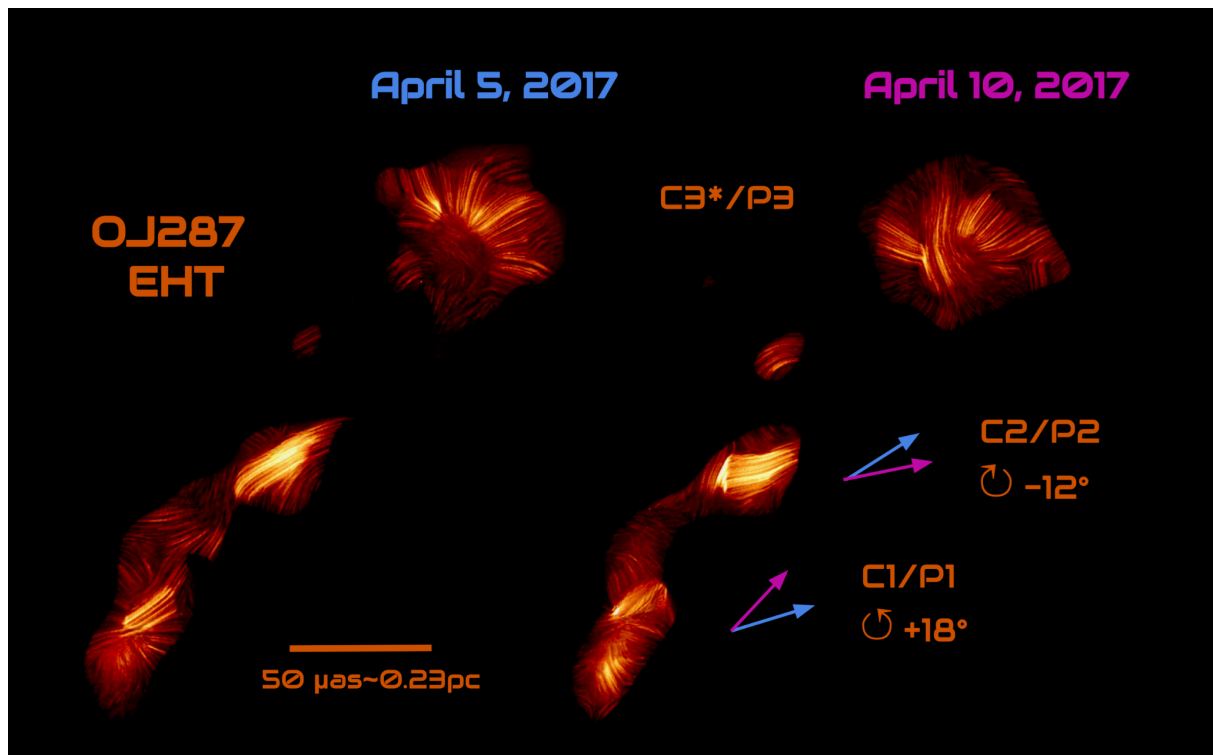 April 5, 2017
April 10, 2017
C3*/P3
OJ287
EHT
C2/P2
↻ -12°
C1/P1
↺ +18°
50 μas~0.23pc